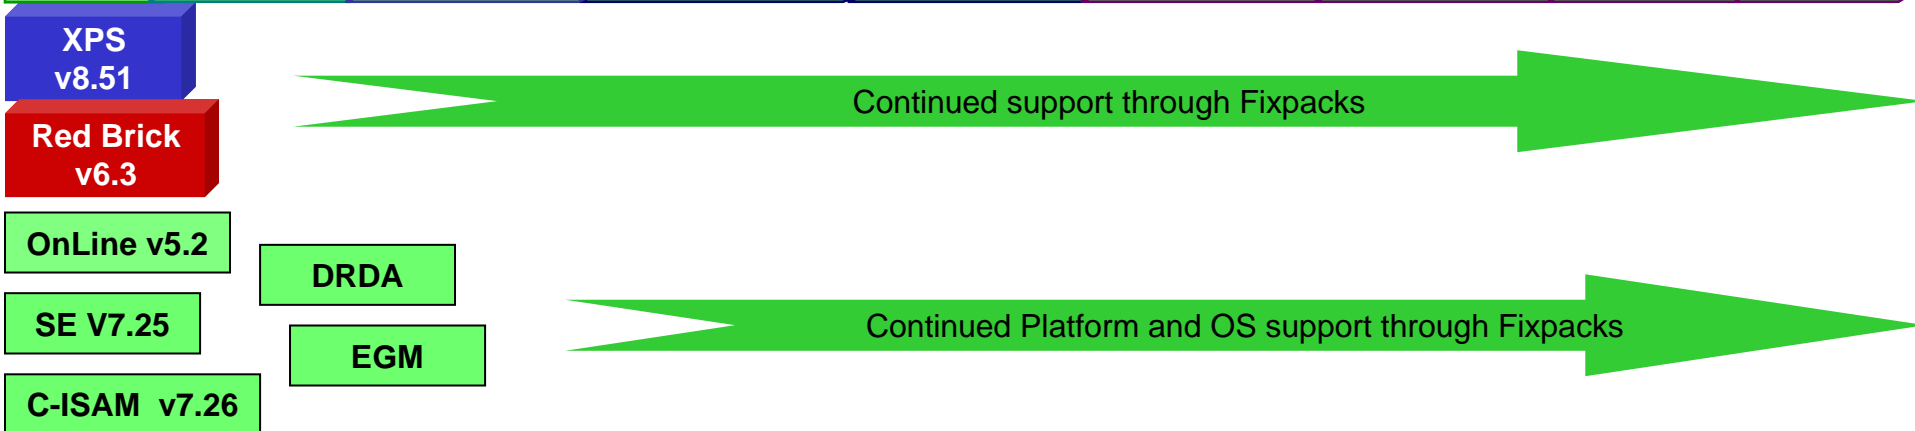 XPS
v8.51
Continued support through Fixpacks
Red Brick
v6.3
OnLine v5.2
DRDA
SE V7.25
Continued Platform and OS support through Fixpacks
EGM
C-ISAM v7.26